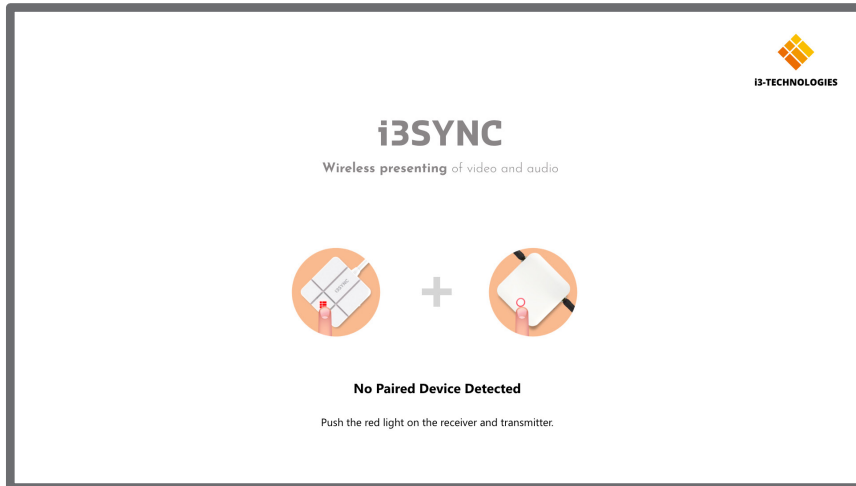 i3-TECHNOLOGIES
i3SYNC
Wireless presenting of video and audio
i3SYNC
No Paired Device Detected
Push the red light on the receiver and transmitter.